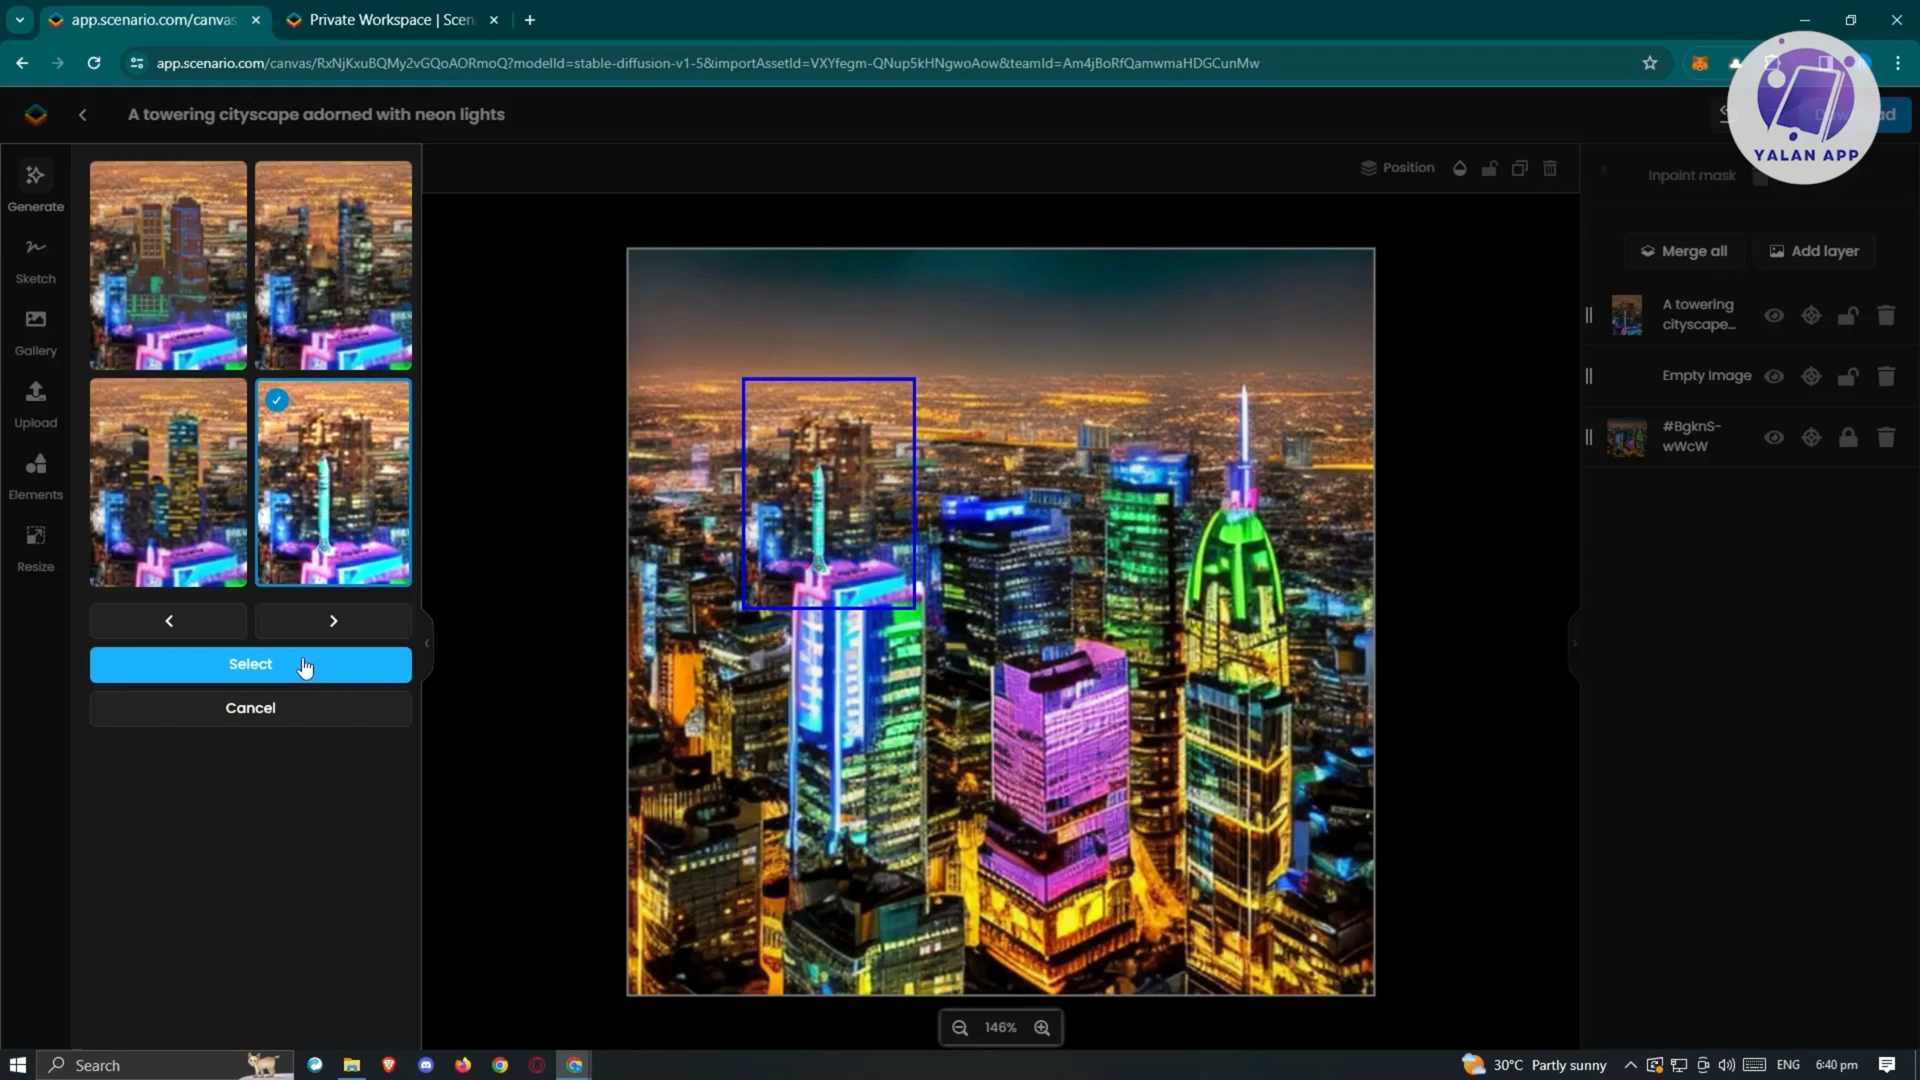 app.scenario.com/canvas
Private Workspace | Scen
app.scenario.com/canvas/RxNjKxuBQMy2vGQoAORmoQ?modelId=stable-diffusion-v1-5&importAssetId=VXYfegm-QNup5kHNgwoAow&teamId=Am4jBoRfQamwmaHDGCunMw
A towering cityscape adorned with neon lights
YALAN APP
Generate
Sketch
Gallery
Upload
Elements
Resize
Select
Cancel
Position
Inpaint mask
Merge all
Add layer
A towering
cityscape...
Empty Image
#BgknS-
wWcW
146%
Search
30°C Partly sunny
ENG
6:40 pm